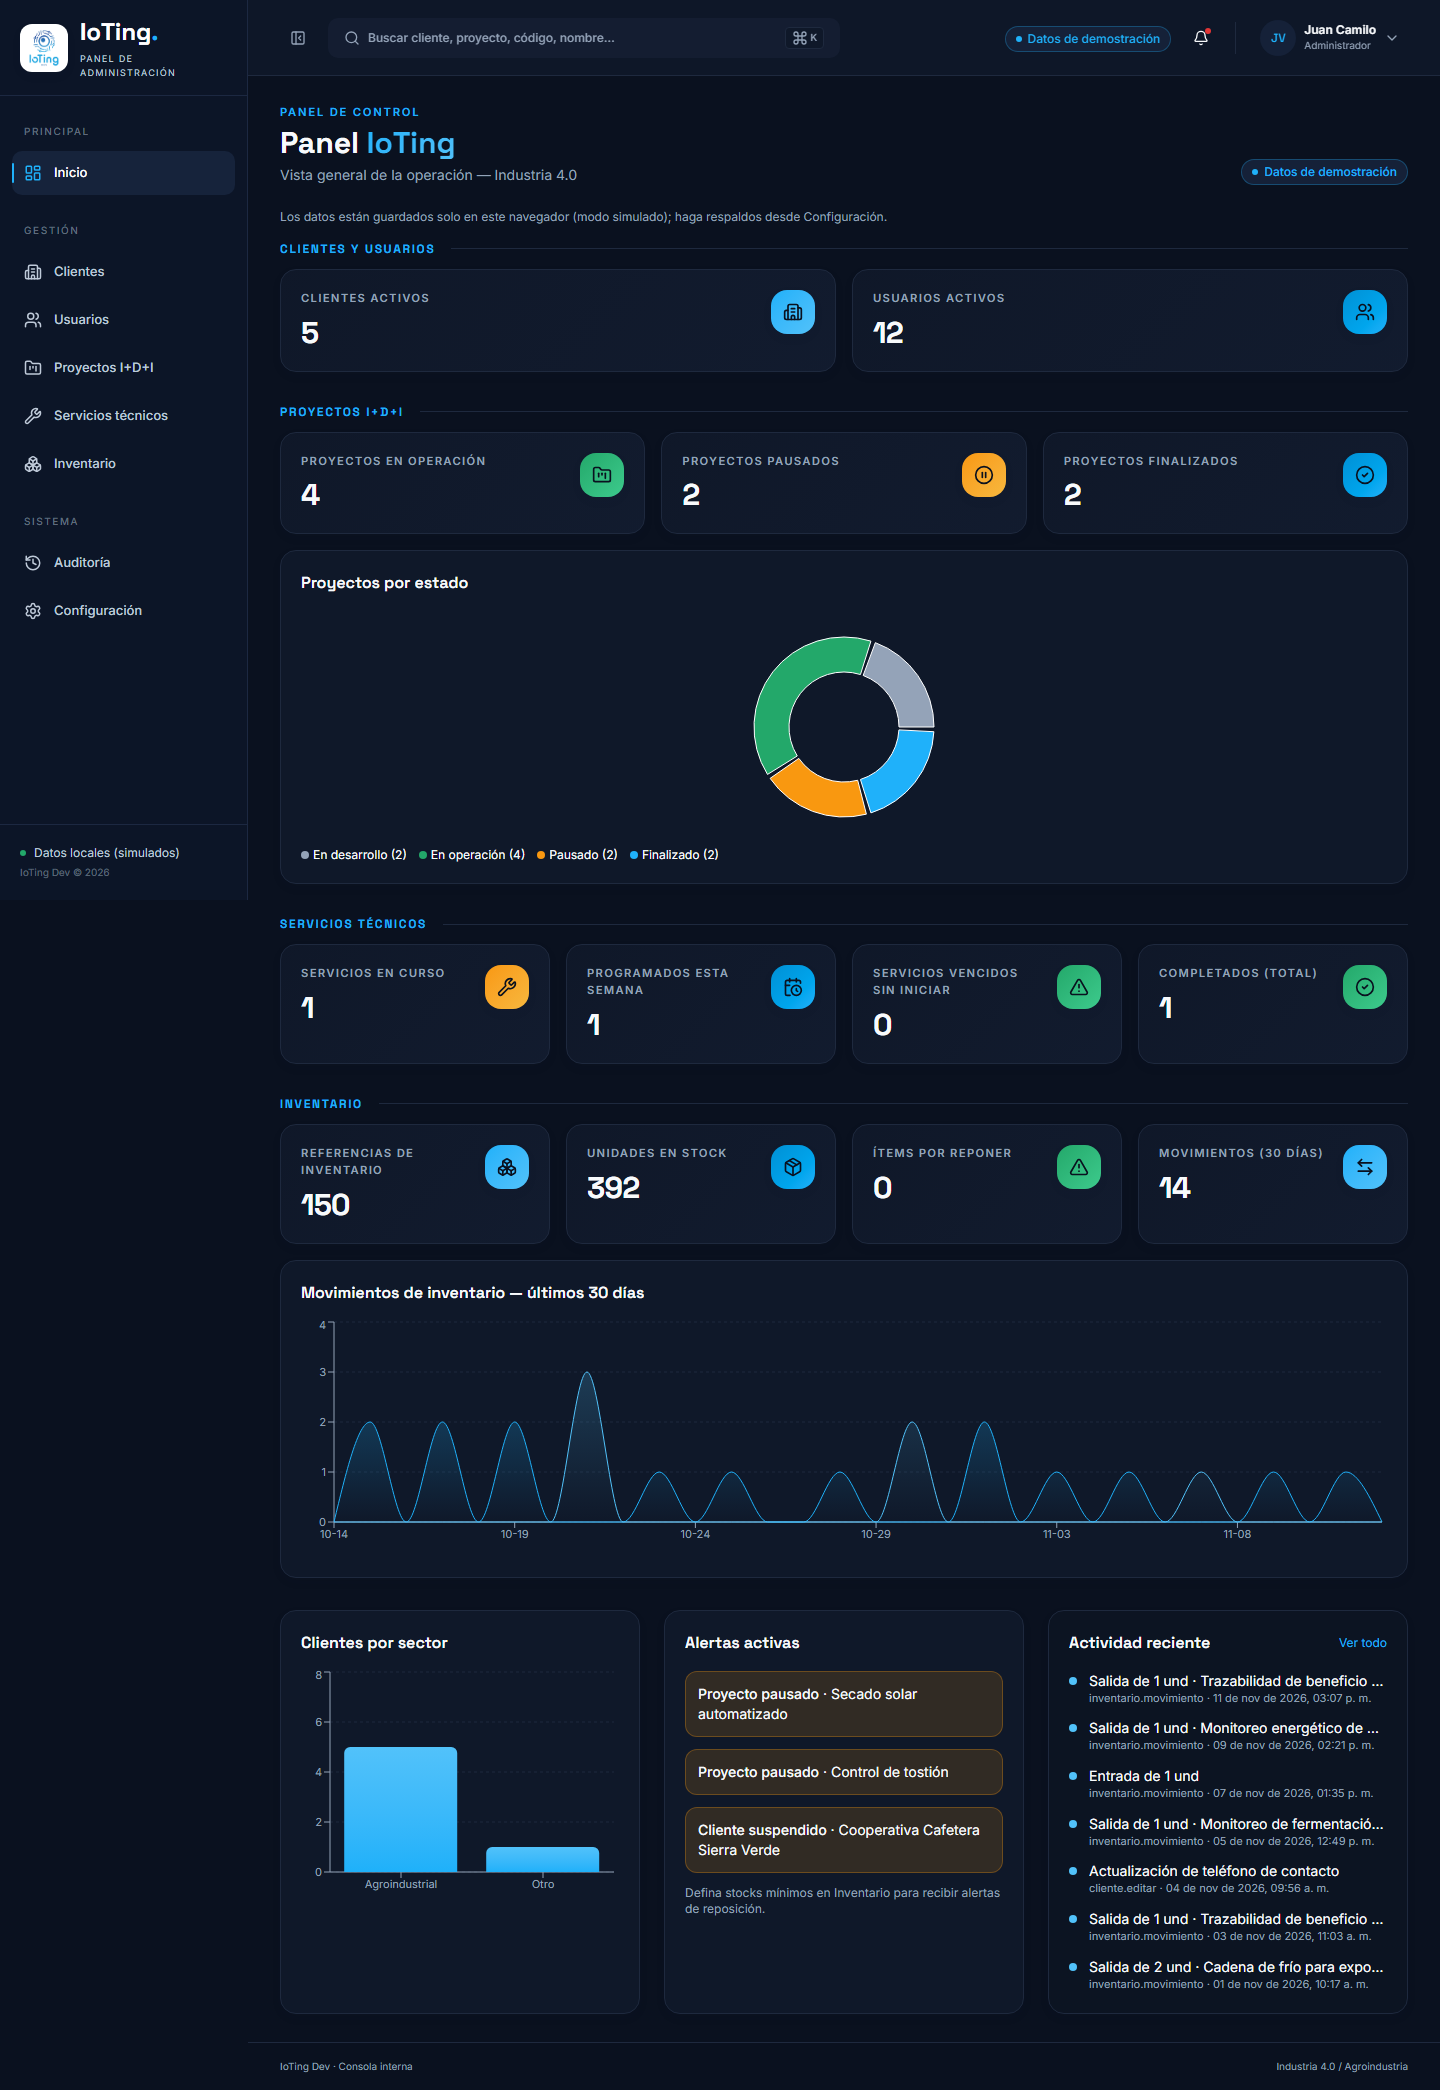 IoTing.
PANEL DE
ADMINISTRACIÓN
IoTing
PRINCIPAL
Inicio
GESTIÓN
Clientes
Usuarios
Proyectos I+D+I
Servicios técnicos
Inventario
SISTEMA
Auditoría
Configuración
Datos locales (simulados)
IoTing Dev © 2026
Buscar cliente, proyecto, código, nombre...
⌘ K
Datos de demostración
JV
Juan Camilo
Administrador
PANEL DE CONTROL
Panel IoTing
Vista general de la operación — Industria 4.0
Datos de demostración
Los datos están guardados solo en este navegador (modo simulado); haga respaldos desde Configuración.
CLIENTES Y USUARIOS
CLIENTES ACTIVOS
5
USUARIOS ACTIVOS
12
PROYECTOS I+D+I
PROYECTOS EN OPERACIÓN
4
PROYECTOS PAUSADOS
2
PROYECTOS FINALIZADOS
2
Proyectos por estado
En desarrollo (2) En operación (4) Pausado (2) Finalizado (2)
SERVICIOS TÉCNICOS
SERVICIOS EN CURSO
1
PROGRAMADOS ESTA
SEMANA
1
SERVICIOS VENCIDOS
SIN INICIAR
0
COMPLETADOS (TOTAL)
1
INVENTARIO
REFERENCIAS DE
INVENTARIO
150
UNIDADES EN STOCK
392
ÍTEMS POR REPONER
0
MOVIMIENTOS (30 DÍAS)
14
Movimientos de inventario — últimos 30 días
4
3
2
1
0
10-14 10-19 10-24 10-29 11-03 11-08
Clientes por sector
8
6
4
2
0
Agroindustrial Otro
Alertas activas
Proyecto pausado · Secado solar
automatizado
Proyecto pausado · Control de tostión
Cliente suspendido · Cooperativa Cafetera
Sierra Verde
Defina stocks mínimos en Inventario para recibir alertas
de reposición.
Actividad reciente
Ver todo
Salida de 1 und · Trazabilidad de beneficio ...
inventario.movimiento · 11 de nov de 2026, 03:07 p. m.
Salida de 1 und · Monitoreo energético de ...
inventario.movimiento · 09 de nov de 2026, 02:21 p. m.
Entrada de 1 und
inventario.movimiento · 07 de nov de 2026, 01:35 p. m.
Salida de 1 und · Monitoreo de fermentació...
inventario.movimiento · 05 de nov de 2026, 12:49 p. m.
Actualización de teléfono de contacto
cliente.editar · 04 de nov de 2026, 09:56 a. m.
Salida de 1 und · Trazabilidad de beneficio ...
inventario.movimiento · 03 de nov de 2026, 11:03 a. m.
Salida de 2 und · Cadena de frío para expo...
inventario.movimiento · 01 de nov de 2026, 10:17 a. m.
IoTing Dev · Consola interna
Industria 4.0 / Agroindustria